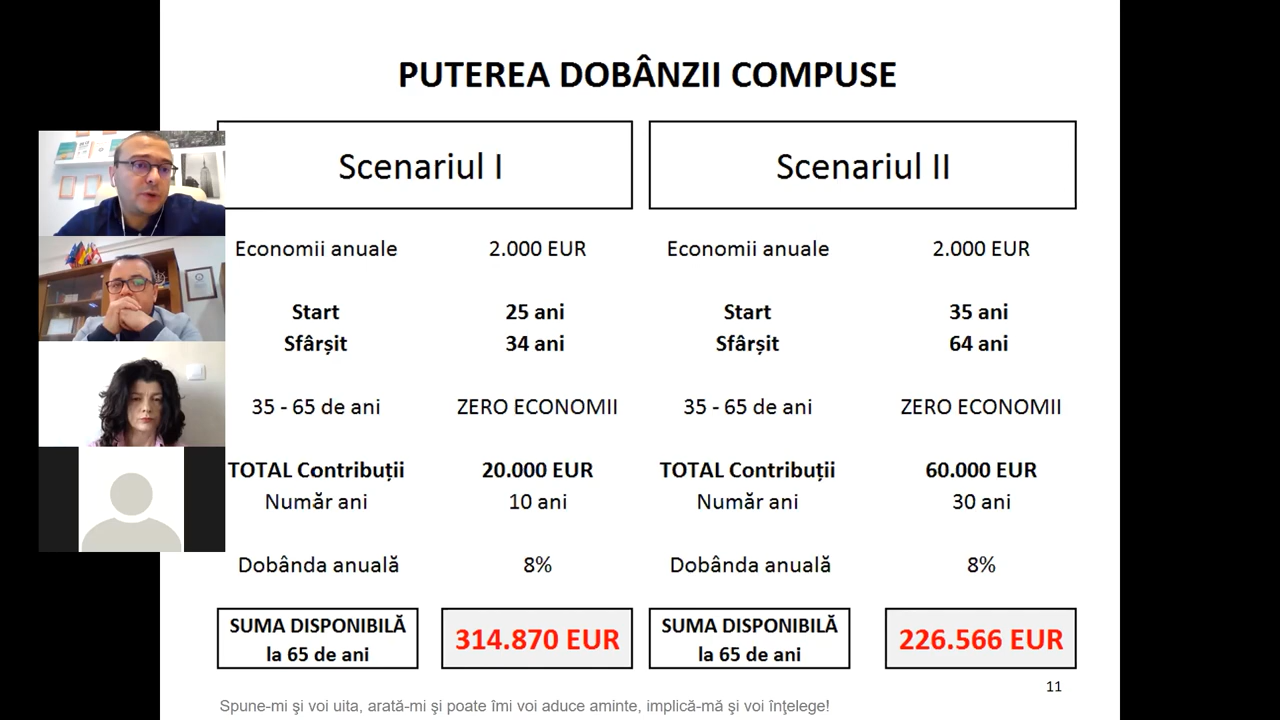 PUTEREA DOBÂNZII COMPUSE
Scenariul I
Scenariul II
Economii anuale 2.000 EUR Economii anuale 2.000 EUR
Start 25 ani Start 35 ani
Sfârșit 34 ani Sfârșit 64 ani
35 - 65 de ani ZERO ECONOMII 35 - 65 de ani ZERO ECONOMII
TOTAL Contribuții 20.000 EUR TOTAL Contribuții 60.000 EUR
Număr ani 10 ani Număr ani 30 ani
Dobânda anuală 8% Dobânda anuală 8%
SUMA DISPONIBILĂ
la 65 de ani
314.870 EUR
SUMA DISPONIBILĂ
la 65 de ani
226.566 EUR
11
Spune-mi şi voi uita, arată-mi şi poate îmi voi aduce aminte, implică-mă şi voi înţelege!